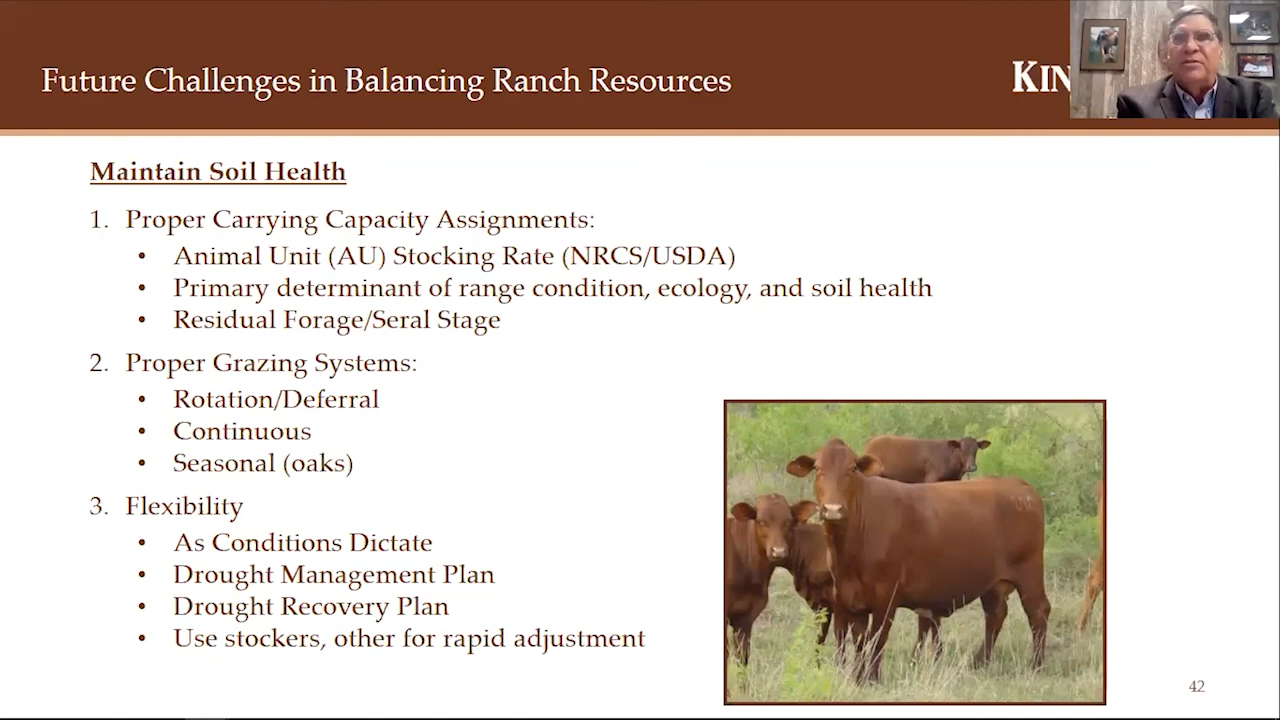 Future Challenges in Balancing Ranch Resources
Maintain Soil Health
1. Proper Carrying Capacity Assignments:
• Animal Unit (AU) Stocking Rate (NRCS/USDA)
• Primary determinant of range condition, ecology, and soil health
• Residual Forage/Seral Stage
2. Proper Grazing Systems:
• Rotation/Deferral
• Continuous
• Seasonal (oaks)
3. Flexibility
• As Conditions Dictate
• Drought Management Plan
• Drought Recovery Plan
• Use stockers, other for rapid adjustment
42